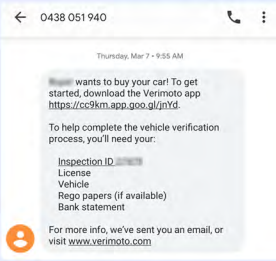 0438 051 940
Thursday, Mar 7 • 9:55 AM
wants to buy your car! To get
started, download the Verimoto app
https://cc9km.app.goo.gl/jnYd.
To help complete the vehicle verification
process, you'll need your:
Inspection ID
License
Vehicle
Rego papers (if available)
Bank statement
For more info, we've sent you an email, or
visit www.verimoto.com